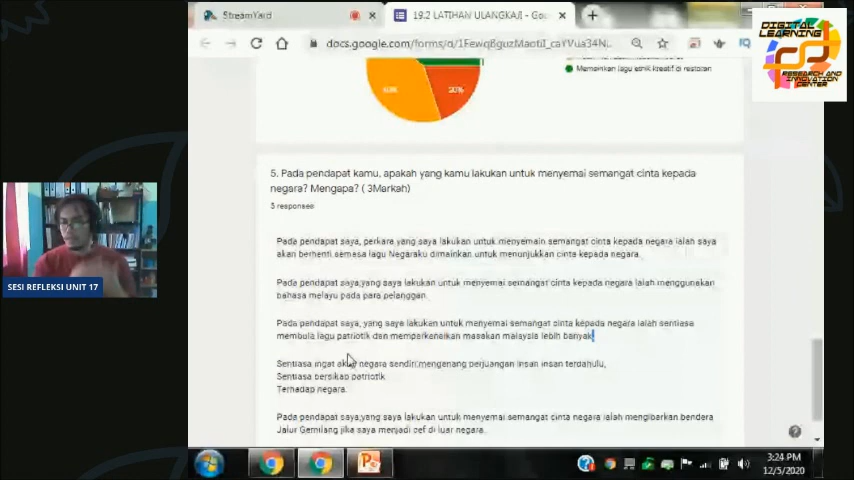 StreamYard
19.2 LATIHAN ULANGKAJI - Go
DIGITAL
LEARNING
RESEARCH AND
INNOVATION
CENTER
Memainkan lagu etnik kreatif di restoran
60%
20%
5. Pada pendapat kamu, apakah yang kamu lakukan untuk menyemai semangat cinta kepada
negara? Mengapa? ( 3Markah)
5 responses
Pada pendapat saya, perkara yang saya lakukan untuk menyemain semangat cinta kepada negara ialah saya
akan berhenti semasa lagu Negaraku dimainkan untuk menunjukkan cinta kepada negara.
Pada pendapat saya,yang saya lakukan untuk menyemai semangat cinta kepada negara ialah menggunakan
bahasa melayu pada para pelanggan.
Pada pendapat saya, yang saya lakukan untuk menyemai semangat cinta kepada negara ialah sentiasa
membula lagu patriotik dan memperkenalkan masakan malaysia lebih banyak
Sentiasa ingat akan negara sendiri mengenang perjuangan insan insan terdahulu,
Sentiasa bersikap patriotik
Terhadap negara.
Pada pendapat saya,yang saya lakukan untuk menyemai semangat cinta negara ialah mengibarkan bendera
Jalur Gemilang jika saya menjadi cef di luar negara.
SESI REFLEKSI UNIT 17
3:24 PM
12/5/2020